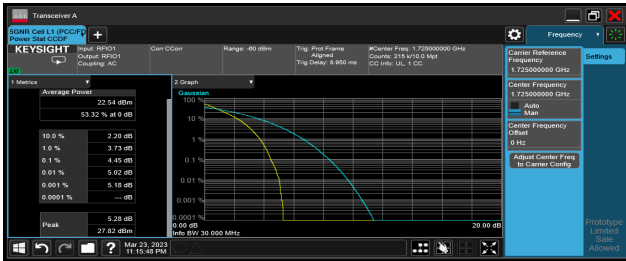 Transceiver A
5GNR Cell L1 (PCC/FD
Power Stat CCDF
Frequency
KEYSIGHT
Input: RFIO1
Output: RFIO1
Coupling: AC
Corr CCorr
Range: -60 dBm
Trig: Prot Frame
Aligned
Trig Delay: 8.950 ms
#Center Freq: 1.725000000 GHz
Counts: 215 k/10.0 Mpt
CC Info: UL, 1 CC
1 Metrics
Average Power
22.54 dBm
53.32 % at 0 dB
10.0 % 2.20 dB
1.0 % 3.73 dB
0.1 % 4.45 dB
0.01 % 5.02 dB
0.001 % 5.18 dB
0.0001 % --- dB
Peak
5.28 dB
27.82 dBm
2 Graph
Gaussian
100 %
10 %
1 %
0.1 %
0.01 %
0.001 %
0.0001 %
0.00 dB
20.00 dB
Info BW 30.000 MHz
Carrier Reference
Frequency
1.725000000 GHz
Center Frequency
1.725000000 GHz
Auto
Man
Center Frequency
Offset
0 Hz
Adjust Center Freq
to Carrier Config
Settings
Prototype
Limited
Sale
Allowed
Mar 23, 2023
11:15:48 PM